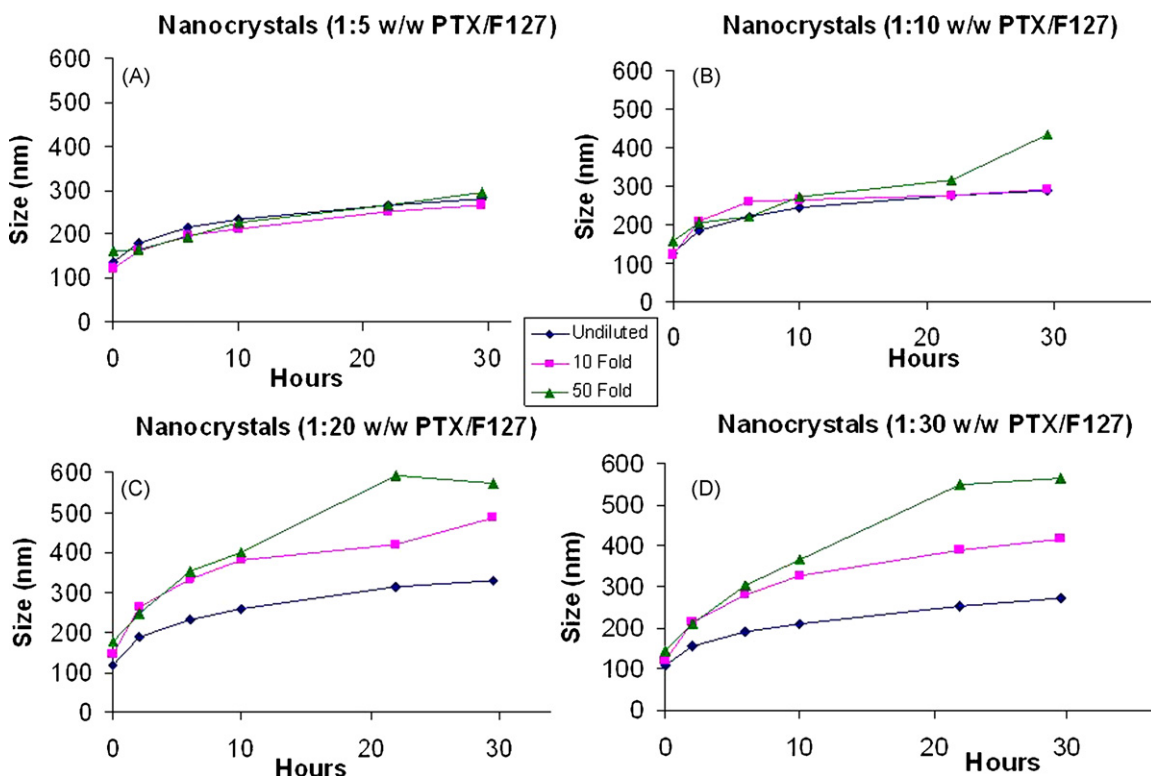 Nanocrystals (1:5 w/w PTX/F127)
(A)
600
500
400
300
200
100
0
Size (nm)
0 10 20 30
Hours
Nanocrystals (1:10 w/w PTX/F127)
(B)
600
500
400
300
200
100
0
Size (nm)
0 10 20 30
Hours
Undiluted
10 Fold
50 Fold
Nanocrystals (1:20 w/w PTX/F127)
(C)
600
500
400
300
200
100
0
Size (nm)
0 10 20 30
Hours
Nanocrystals (1:30 w/w PTX/F127)
(D)
600
500
400
300
200
100
0
Size (nm)
0 10 20 30
Hours